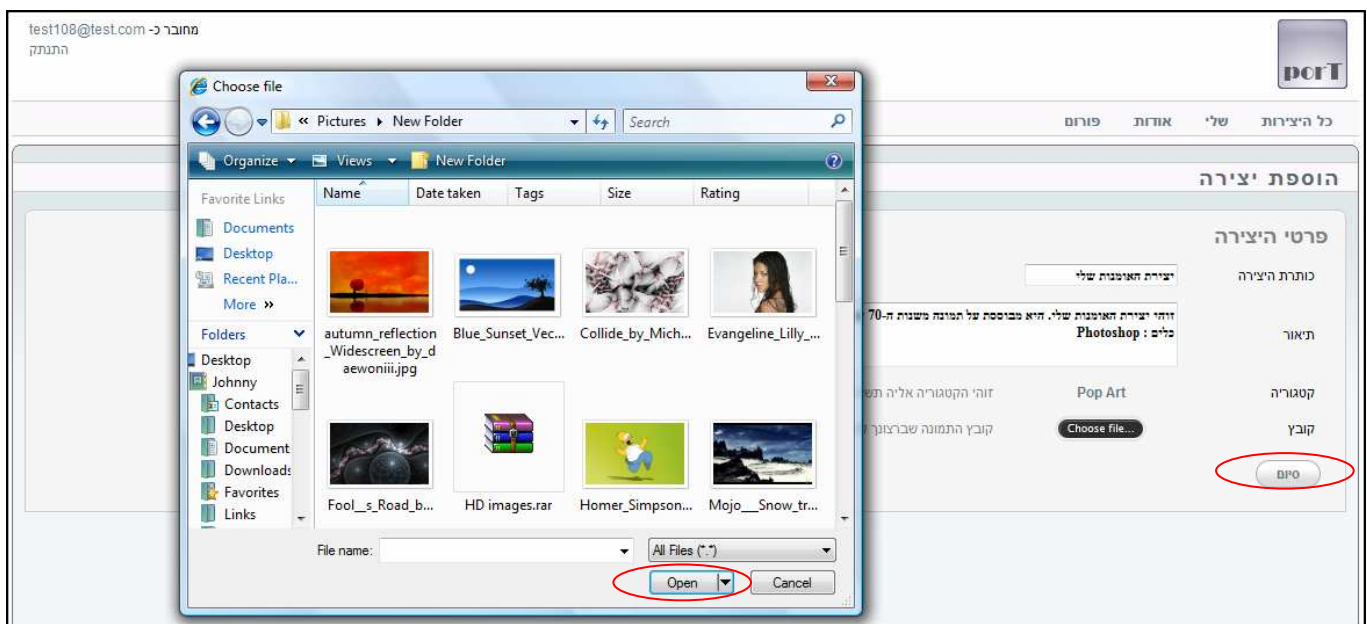 מחובר כ- test108@test.com
התנתק
porT
כל היצירות שלי אודות פורום
הוספת יצירה
פרטי היצירה
כותרת היצירה יצירת האומנות שלי
תיאור זוהי יצירת האומנות שלי. היא מבוססת על תמונה משנות ה-70
כלים : Photoshop
קטגוריה Pop Art זוהי הקטגוריה אליה
קובץ Choose file... קובץ התמונה שברצונך
סיום
Choose file
« Pictures New Folder Search
Organize Views New Folder
Favorite Links
Documents
Desktop
Recent Pla...
More »
Folders
Desktop
Johnny
Contacts
Desktop
Document
Downloads
Favorites
Links
Name Date taken Tags Size Rating
autumn_reflection
_Widescreen_by_d
aewoniii.jpg
Blue_Sunset_Vec...
Collide_by_Mich...
Evangeline_Lilly_...
Fool__s_Road_b...
HD images.rar
Homer_Simpson...
Mojo___Snow_tr...
File name: All Files (*.*)
Open Cancel